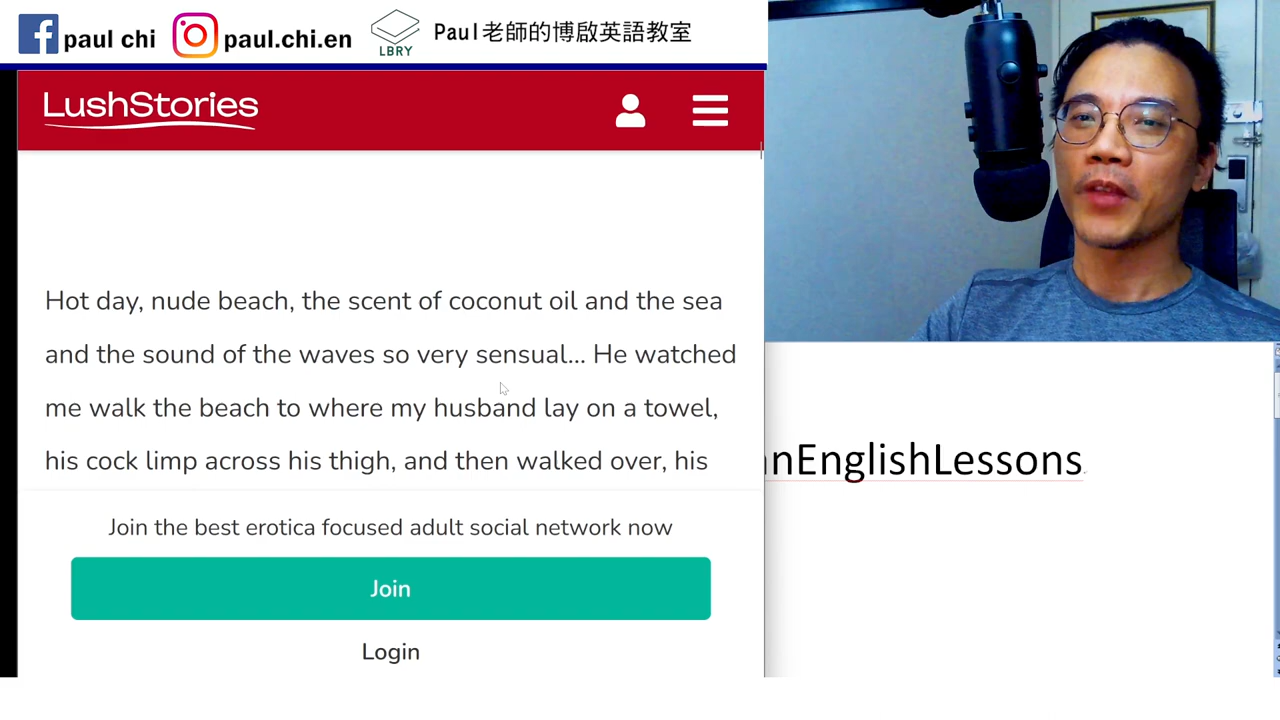 paul chi
paul.chi.en
LBRY
Paul老師的博啟英語教室
LushStories
Hot day, nude beach, the scent of coconut oil and the sea
and the sound of the waves so very sensual... He watched
me walk the beach to where my husband lay on a towel,
his cock limp across his thigh, and then walked over, his
Join the best erotica focused adult social network now
Join
Login
nEnglishLessons